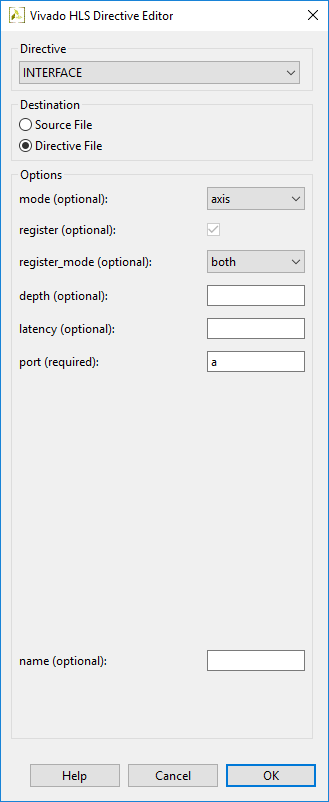 Vivado HLS Directive Editor
Directive
INTERFACE
Destination
Source File
Directive File
Options
mode (optional): axis
register (optional):
register_mode (optional): both
depth (optional):
latency (optional):
port (required): a
name (optional):
Help Cancel OK